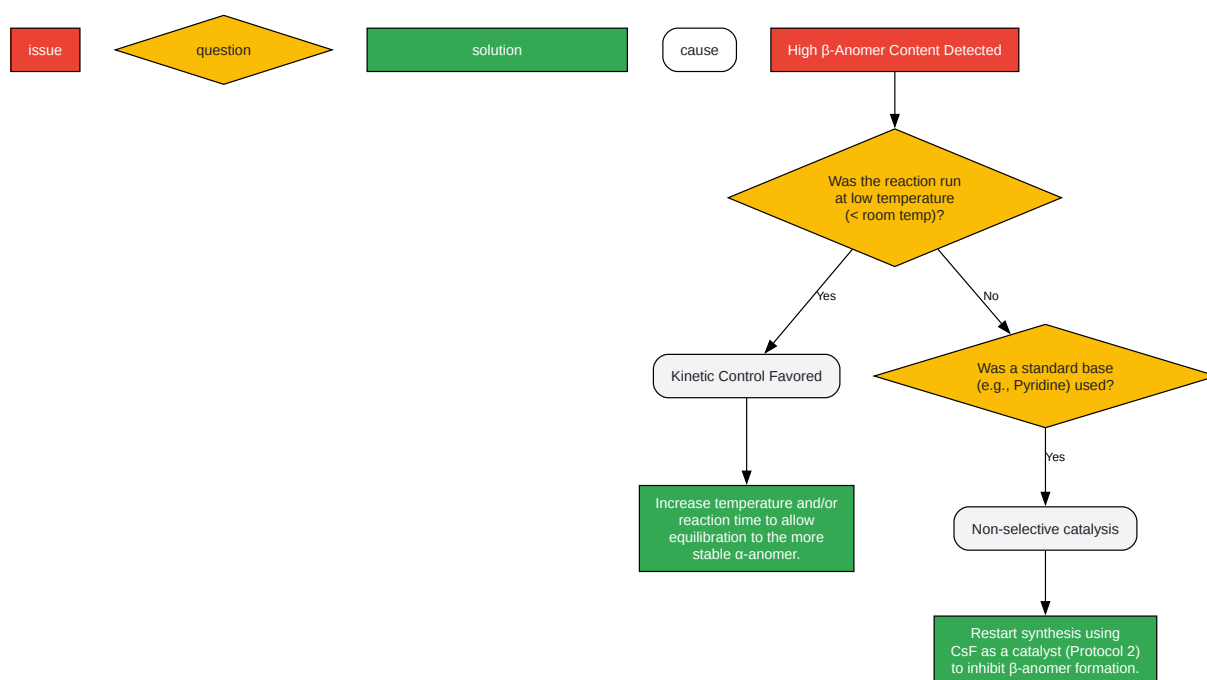 issue
question
solution
cause
High β-Anomer Content Detected
Was the reaction run
at low temperature
(< room temp)?
Yes
No
Kinetic Control Favored
Was a standard base
(e.g., Pyridine) used?
Increase temperature and/or
reaction time to allow
equilibration to the more
stable α-anomer.
Yes
Non-selective catalysis
Restart synthesis using
CsF as a catalyst (Protocol 2)
to inhibit β-anomer formation.